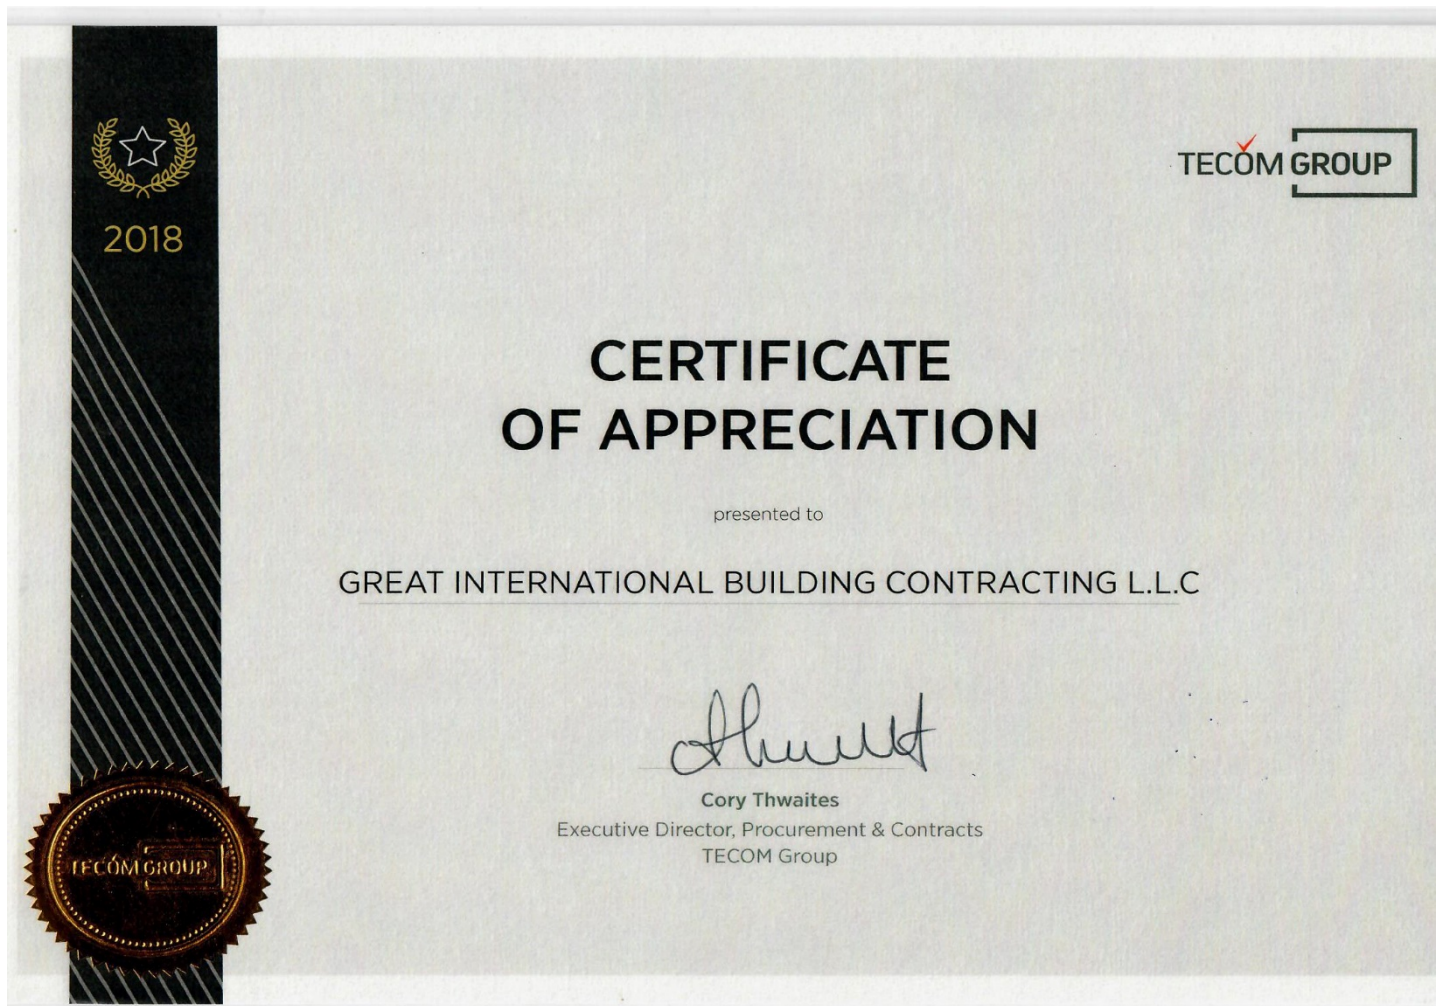 2018
TECOM GROUP
CERTIFICATE
OF APPRECIATION
presented to
GREAT INTERNATIONAL BUILDING CONTRACTING L.L.C
Cory Thwaites
Executive Director, Procurement & Contracts
TECOM Group
TECOM GROUP